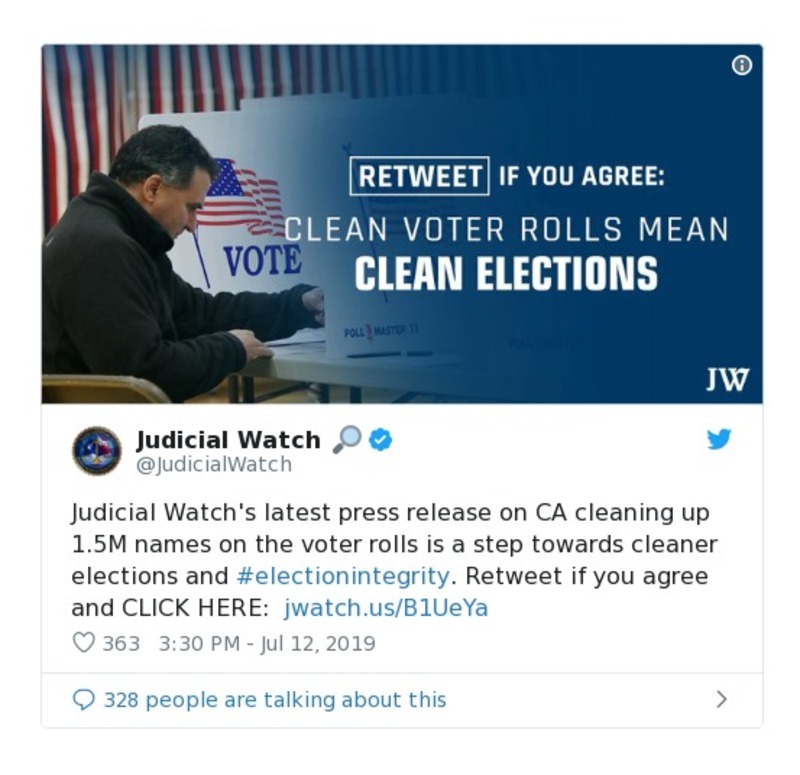 RETWEET IF YOU AGREE:
CLEAN VOTER ROLLS MEAN
CLEAN ELECTIONS
VOTE
POLL MASTER II
JW
Judicial Watch
@JudicialWatch
Judicial Watch's latest press release on CA cleaning up
1.5M names on the voter rolls is a step towards cleaner
elections and #electionintegrity. Retweet if you agree
and CLICK HERE: jwatch.us/B1UeYa
363 3:30 PM - Jul 12, 2019
328 people are talking about this